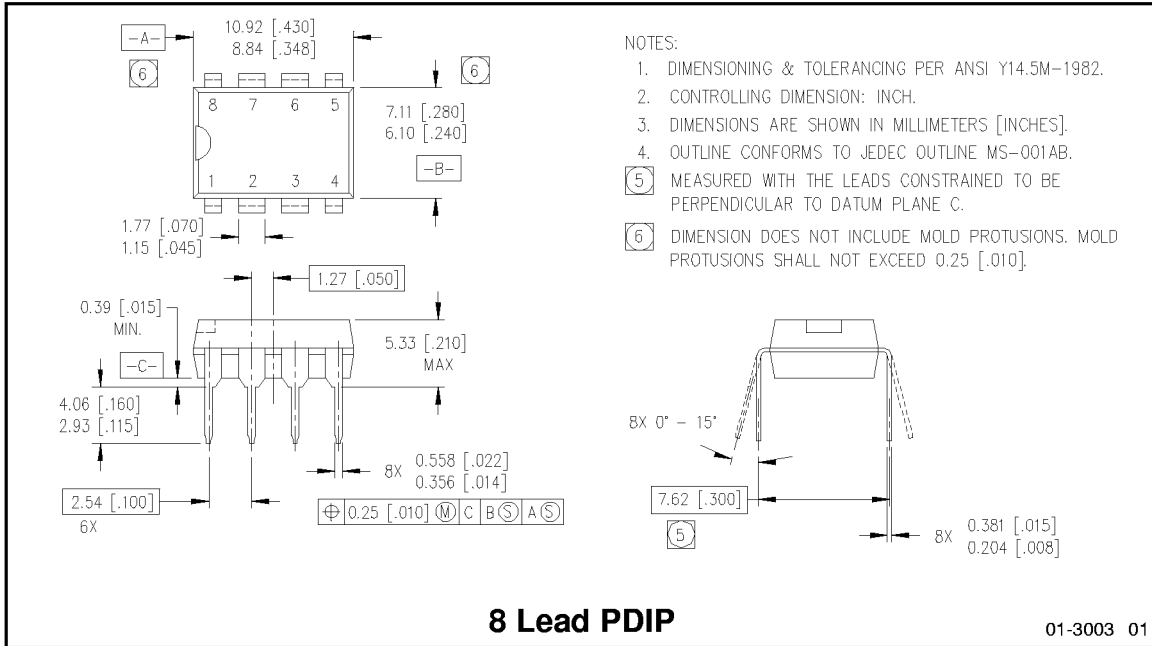 10.92 [.430]
8.84 [.348]
-A-
6
6
8 7 6 5
7.11 [.280]
6.10 [.240]
-B-
1 2 3 4
1.77 [.070]
1.15 [.045]
1.27 [.050]
0.39 [.015]
MIN.
-C-
5.33 [.210]
MAX
4.06 [.160]
2.93 [.115]
8X 0.558 [.022]
0.356 [.014]
2.54 [.100]
6X
⌖ 0.25 [.010] Ⓜ C B Ⓢ A Ⓢ
NOTES:
1. DIMENSIONING & TOLERANCING PER ANSI Y14.5M-1982.
2. CONTROLLING DIMENSION: INCH.
3. DIMENSIONS ARE SHOWN IN MILLIMETERS [INCHES].
4. OUTLINE CONFORMS TO JEDEC OUTLINE MS-001AB.
5 MEASURED WITH THE LEADS CONSTRAINED TO BE
PERPENDICULAR TO DATUM PLANE C.
6 DIMENSION DOES NOT INCLUDE MOLD PROTUSIONS. MOLD
PROTUSIONS SHALL NOT EXCEED 0.25 [.010].
8X 0° - 15°
7.62 [.300]
5
8X 0.381 [.015]
0.204 [.008]
8 Lead PDIP
01-3003 01